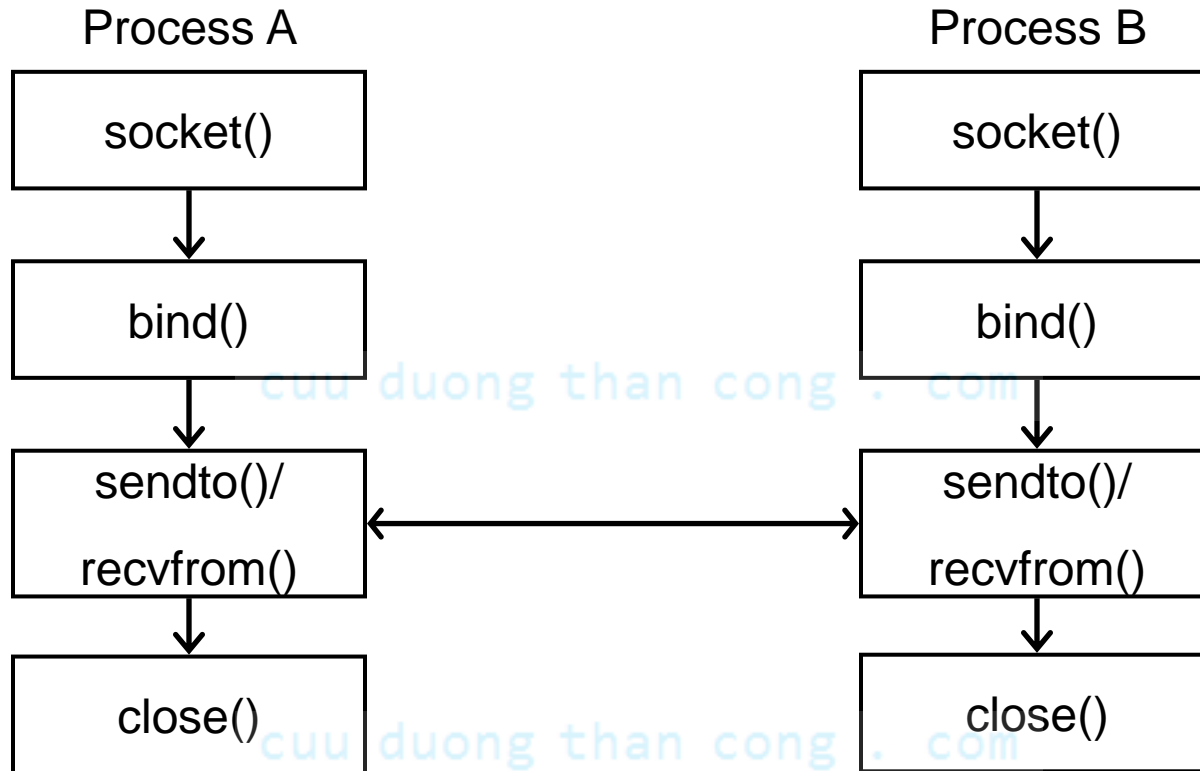 Process A
Process B
socket()
socket()
bind()
bind()
cuu duong than cong . com
sendto()/
recvfrom()
sendto()/
recvfrom()
close()
close()
cuu duong than cong . com